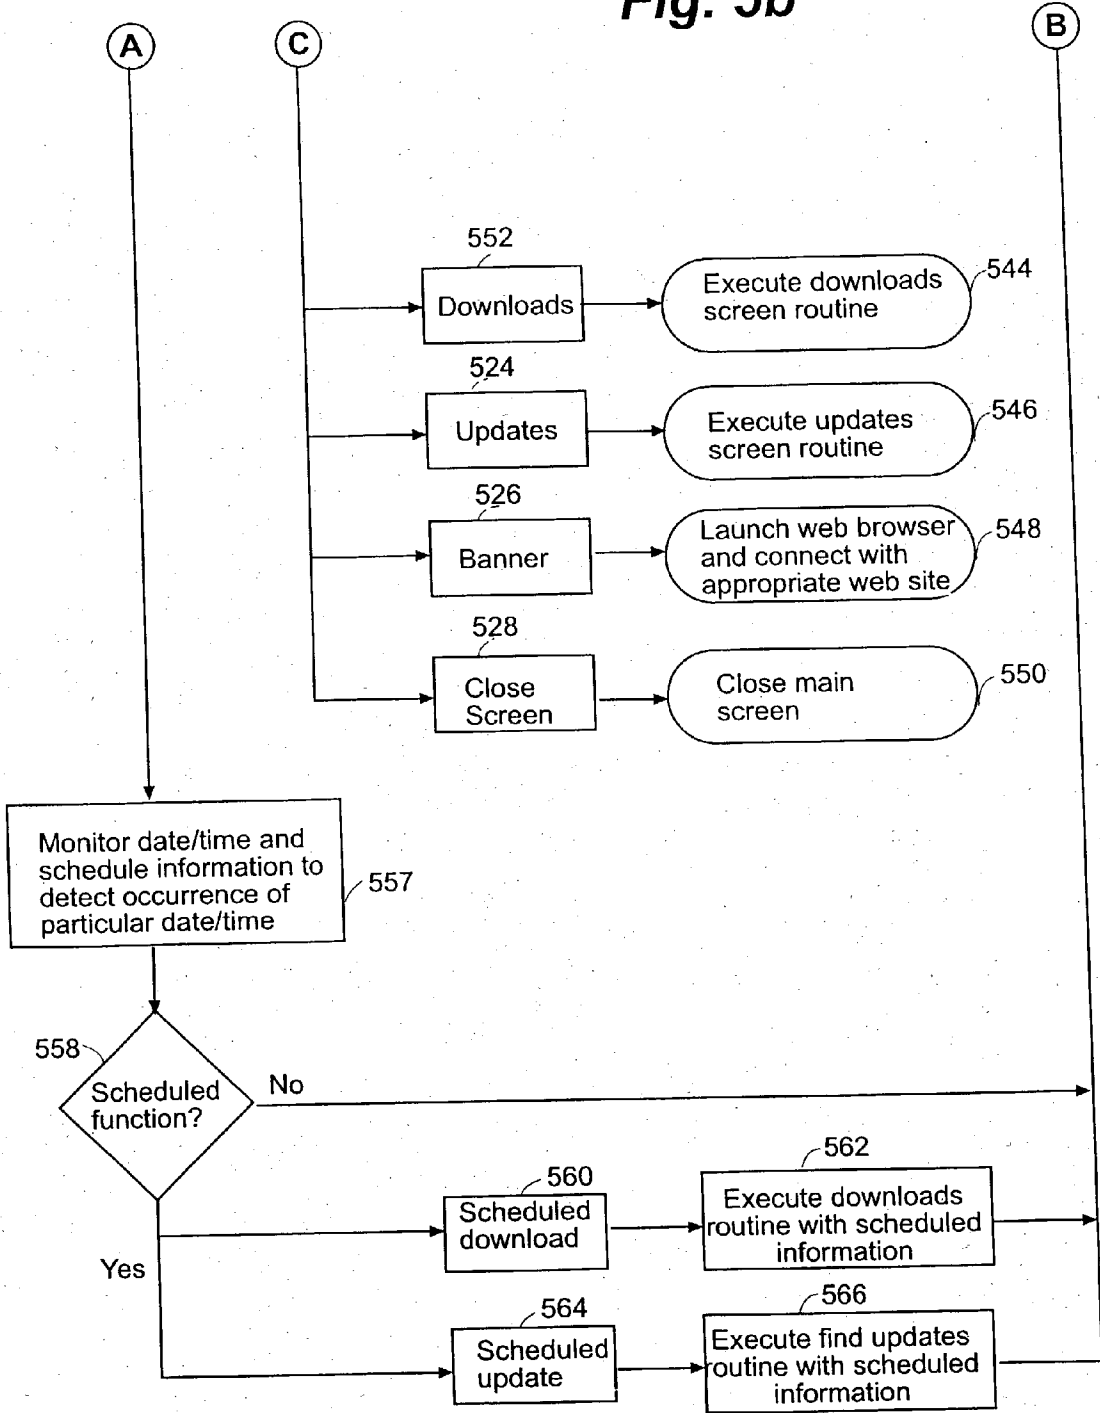 Fig. 5b
A
C
B
552
Downloads
Execute downloads
screen routine
544
524
Updates
Execute updates
screen routine
546
526
Banner
Launch web browser
and connect with
appropriate web site
548
528
Close
Screen
Close main
screen
550
Monitor date/time and
schedule information to
detect occurrence of
particular date/time
557
558
Scheduled
function?
No
Yes
560
Scheduled
download
562
Execute downloads
routine with scheduled
information
564
Scheduled
update
566
Execute find updates
routine with scheduled
information